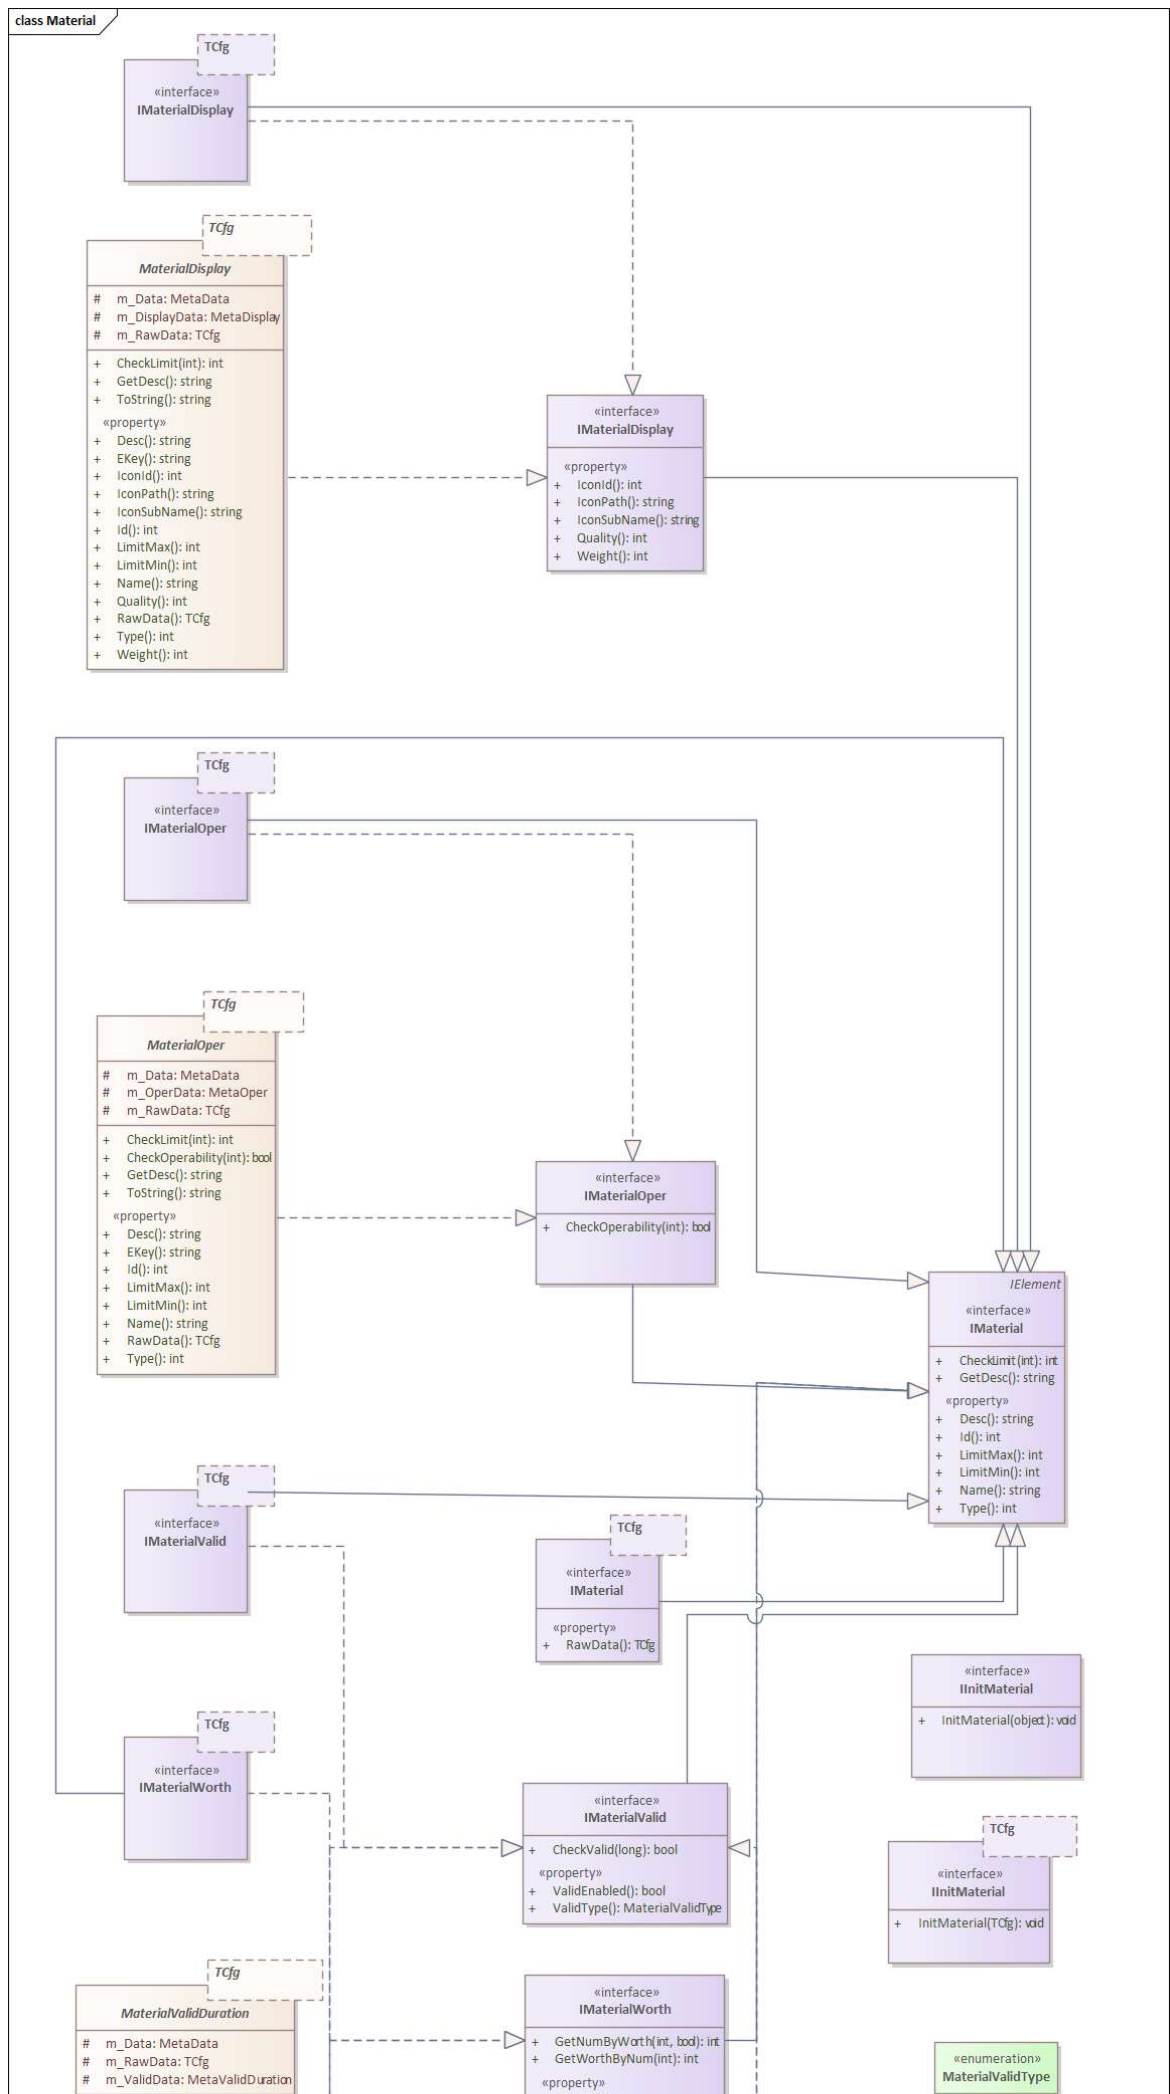 class Material
TCfg
«interface»
IMaterialDisplay
TCfg
MaterialDisplay
# m_Data: MetaData
# m_DisplayData: MetaDisplay
# m_RawData: TCfg
+ CheckLimit(int): int
+ GetDesc(): string
+ ToString(): string
«property»
+ Desc(): string
+ EKey(): string
+ IconId(): int
+ IconPath(): string
+ IconSubName(): string
+ Id(): int
+ LimitMax(): int
+ LimitMin(): int
+ Name(): string
+ Quality(): int
+ RawData(): TCfg
+ Type(): int
+ Weight(): int
«interface»
IMaterialDisplay
«property»
+ IconId(): int
+ IconPath(): string
+ IconSubName(): string
+ Quality(): int
+ Weight(): int
TCfg
«interface»
IMaterialOper
TCfg
MaterialOper
# m_Data: MetaData
# m_OperData: MetaOper
# m_RawData: TCfg
+ CheckLimit(int): int
+ CheckOperability(int): bool
+ GetDesc(): string
+ ToString(): string
«property»
+ Desc(): string
+ EKey(): string
+ Id(): int
+ LimitMax(): int
+ LimitMin(): int
+ Name(): string
+ RawData(): TCfg
+ Type(): int
«interface»
IMaterialOper
+ CheckOperability(int): bool
IElement
«interface»
IMaterial
+ CheckLimit(int): int
+ GetDesc(): string
«property»
+ Desc(): string
+ Id(): int
+ LimitMax(): int
+ LimitMin(): int
+ Name(): string
+ Type(): int
TCfg
«interface»
IMaterialValid
TCfg
«interface»
IMaterial
«property»
+ RawData(): TCfg
«interface»
IInitMaterial
+ InitMaterial(object): void
TCfg
«interface»
IMaterialWorth
«interface»
IMaterialValid
+ CheckValid(long): bool
«property»
+ ValidEnabled(): bool
+ ValidType(): MaterialValidType
TCfg
«interface»
IInitMaterial
+ InitMaterial(TCfg): void
TCfg
MaterialValidDuration
# m_Data: MetaData
# m_RawData: TCfg
# m_ValidData: MetaValidDuration
«interface»
IMaterialWorth
+ GetNumByWorth(int, bool): int
+ GetWorthByNum(int): int
«property»
«enumeration»
MaterialValidType